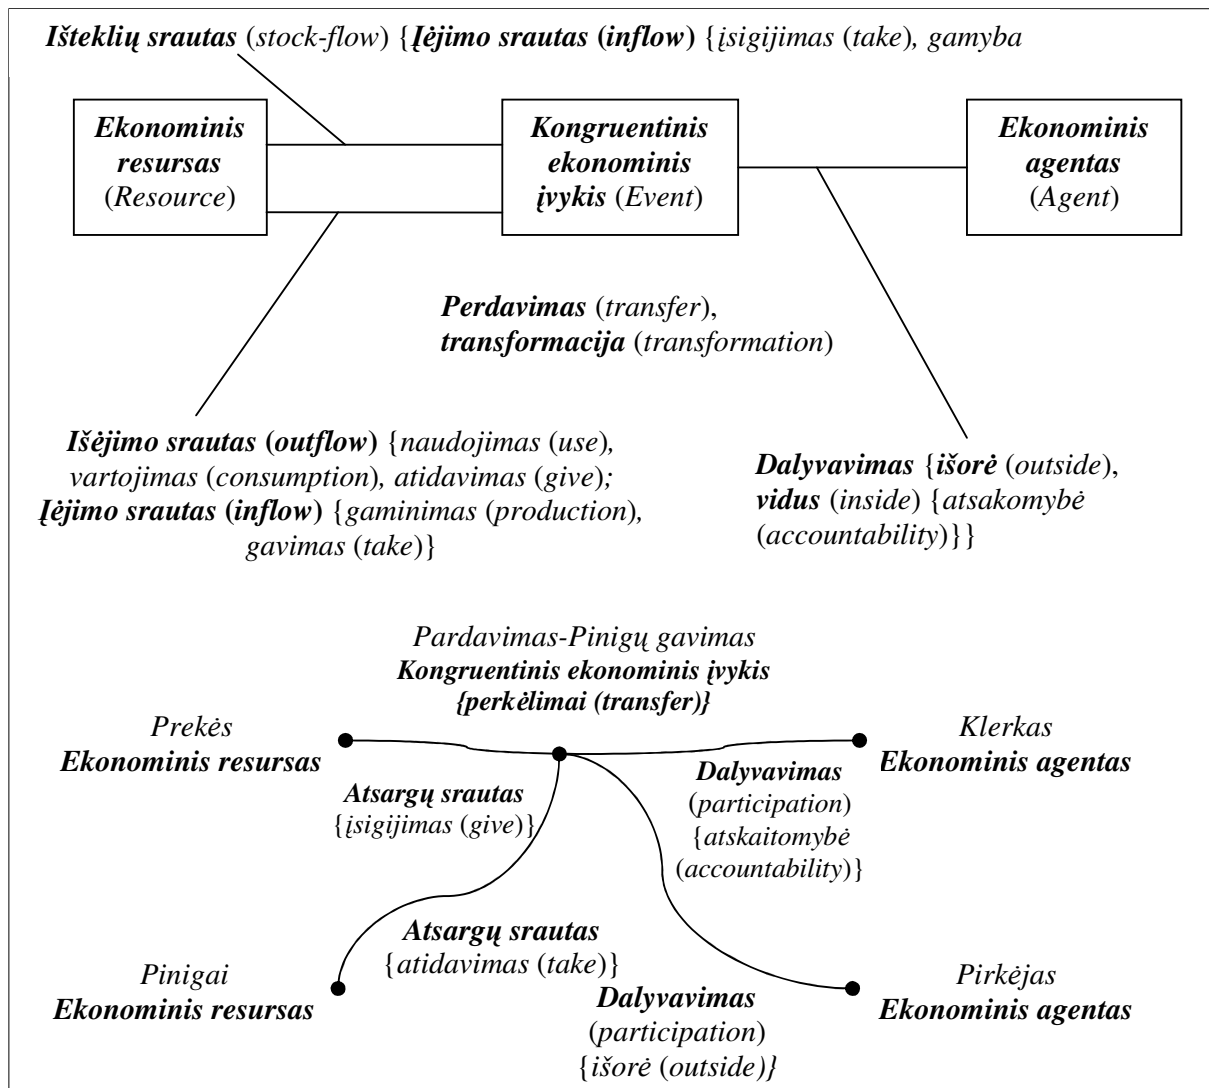 Išteklių srautas (stock-flow) {Įėjimo srautas (inflow) {įsigijimas (take), gamyba
Ekonominis
resursas
(Resource)
Kongruentinis
ekonominis
įvykis (Event)
Ekonominis
agentas
(Agent)
Perdavimas (transfer),
transformacija (transformation)
Išėjimo srautas (outflow) {naudojimas (use),
vartojimas (consumption), atidavimas (give);
Įėjimo srautas (inflow) {gaminimas (production),
gavimas (take)}
Dalyvavimas {išorė (outside),
vidus (inside) {atsakomybė
(accountability)}}
Pardavimas-Pinigų gavimas
Kongruentinis ekonominis įvykis
{perkėlimai (transfer)}
Prekės
Ekonominis resursas
Klerkas
Ekonominis agentas
Atsargų srautas
{įsigijimas (give)}
Dalyvavimas
(participation)
{atskaitomybė
(accountability)}
Atsargų srautas
{atidavimas (take)}
Pinigai
Ekonominis resursas
Dalyvavimas
(participation)
{išorė (outside)}
Pirkėjas
Ekonominis agentas